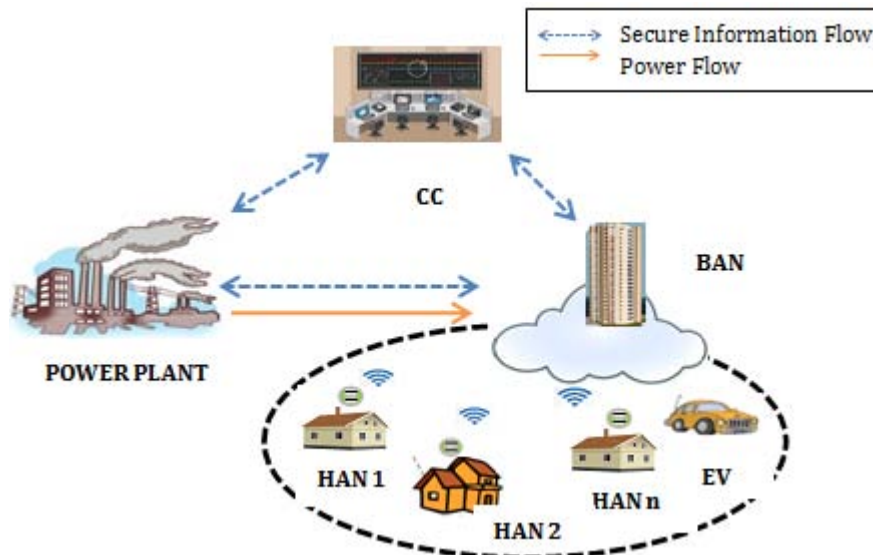 Secure Information Flow
Power Flow
CC
BAN
POWER PLANT
HAN 1
HAN 2
HAN n
EV